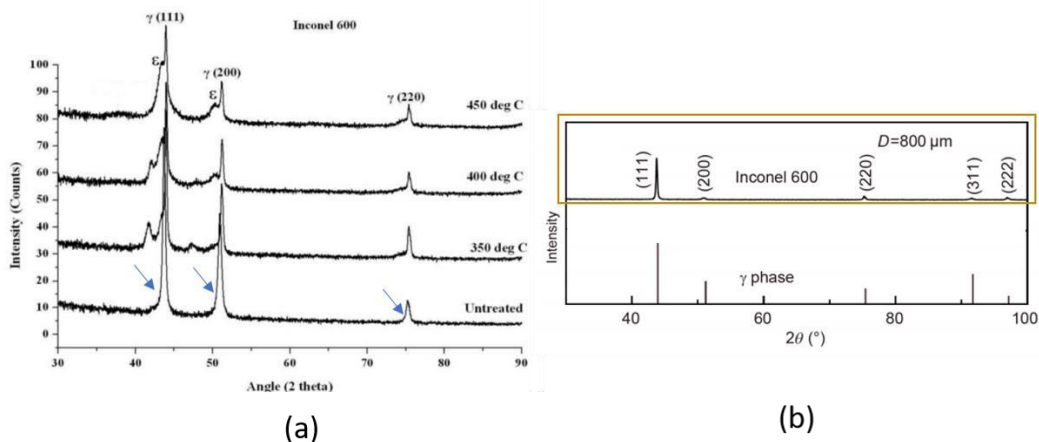 γ (111)
Inconel 600
ε
γ (200)
ε
γ (220)
450 deg C
400 deg C
350 deg C
Untreated
Intensity (Counts)
100
90
80
70
60
50
40
30
20
10
0
30
40
50
60
70
80
90
Angle (2 theta)
(a)
D=800 μm
(111)
(200)
Inconel 600
(220)
(311)
(222)
Intensity
γ phase
40
60
80
100
2θ (°)
(b)